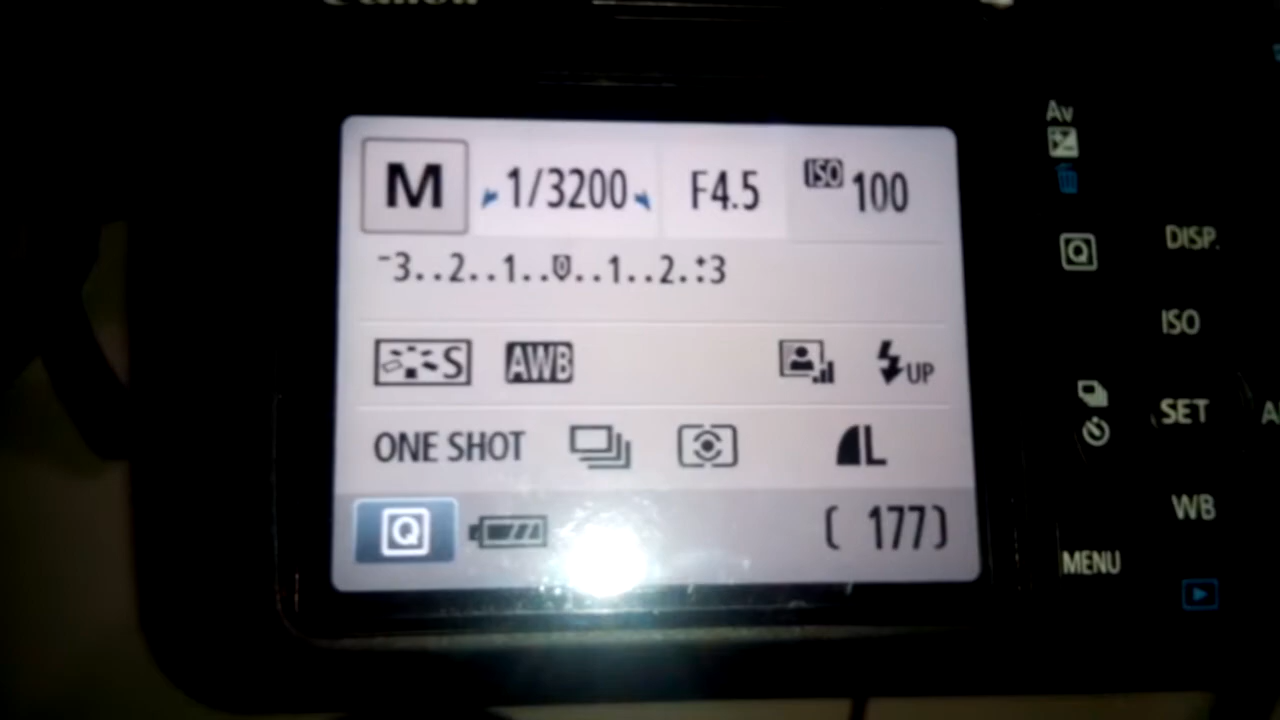 Canon
M 1/3200 F4.5 ISO 100
-3..2..1..0..1..2.:+3
S AWB UP
ONE SHOT L
Q (177)
Av
Q
DISP.
ISO
SET
WB
MENU